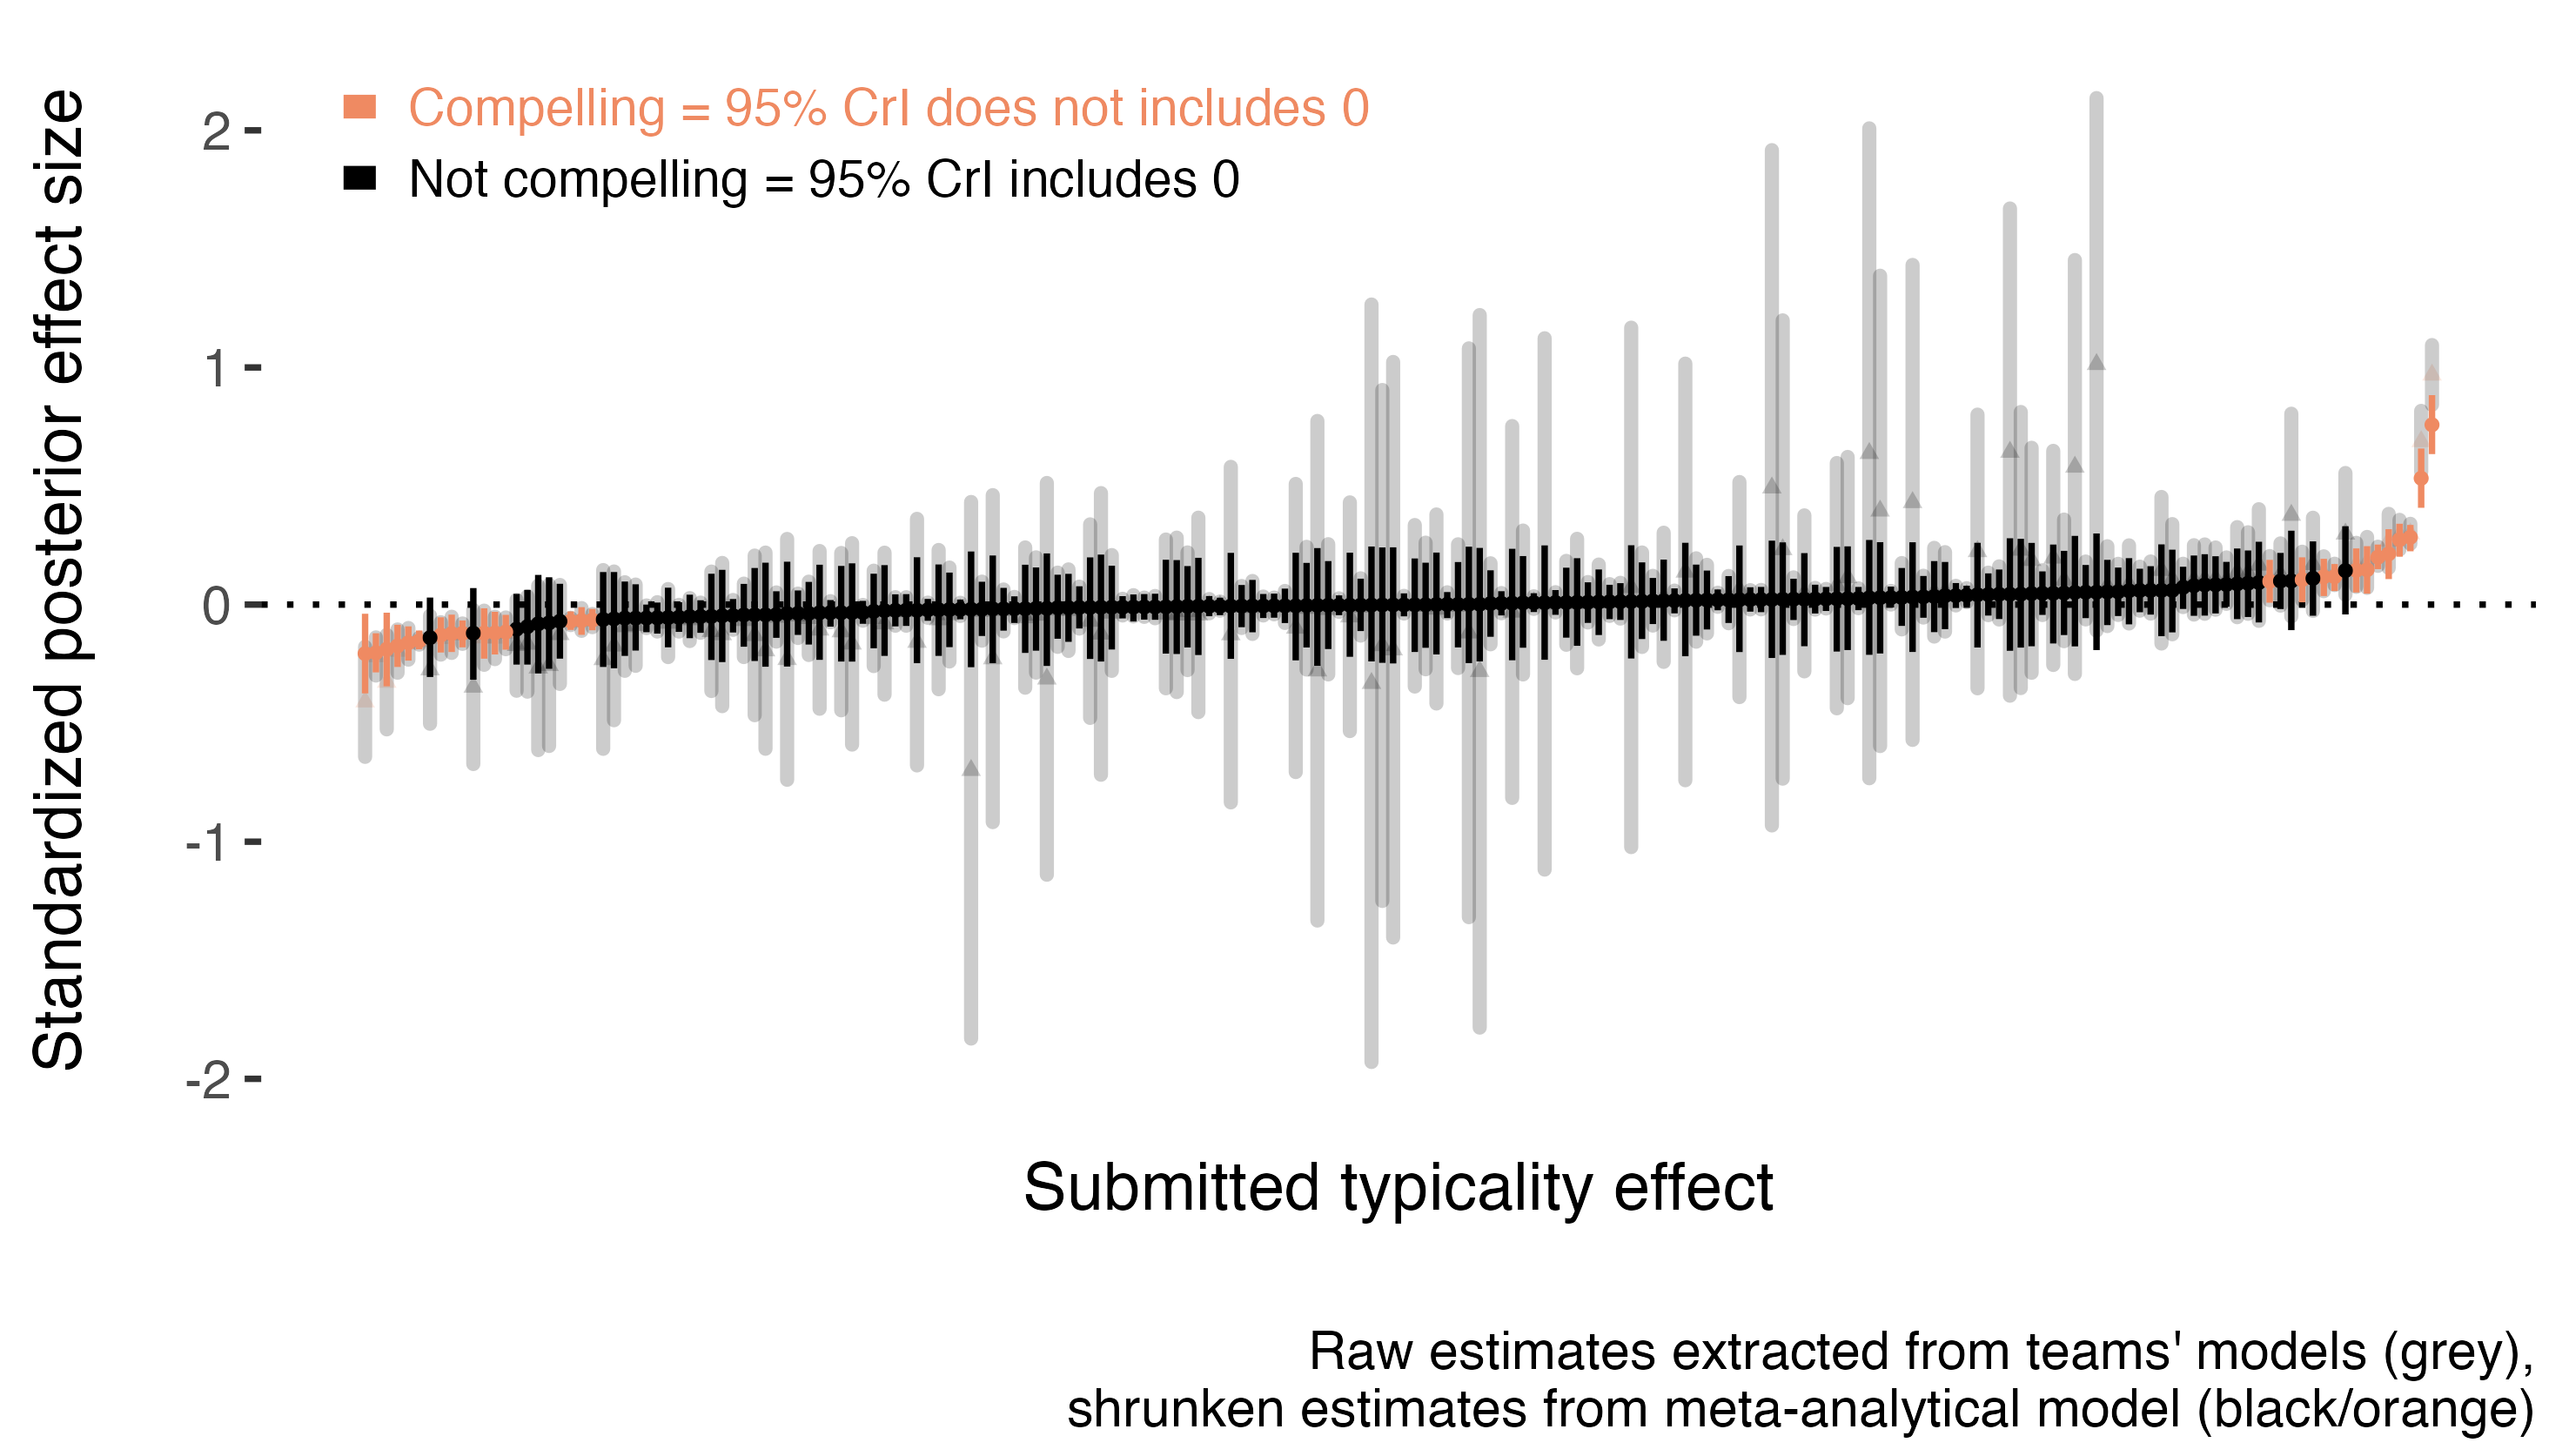 Compelling = 95% CrI does not includes 0
Not compelling = 95% CrI includes 0
Standardized posterior effect size
2
1
0
-1
-2
Submitted typicality effect
Raw estimates extracted from teams' models (grey),
shrunken estimates from meta-analytical model (black/orange)